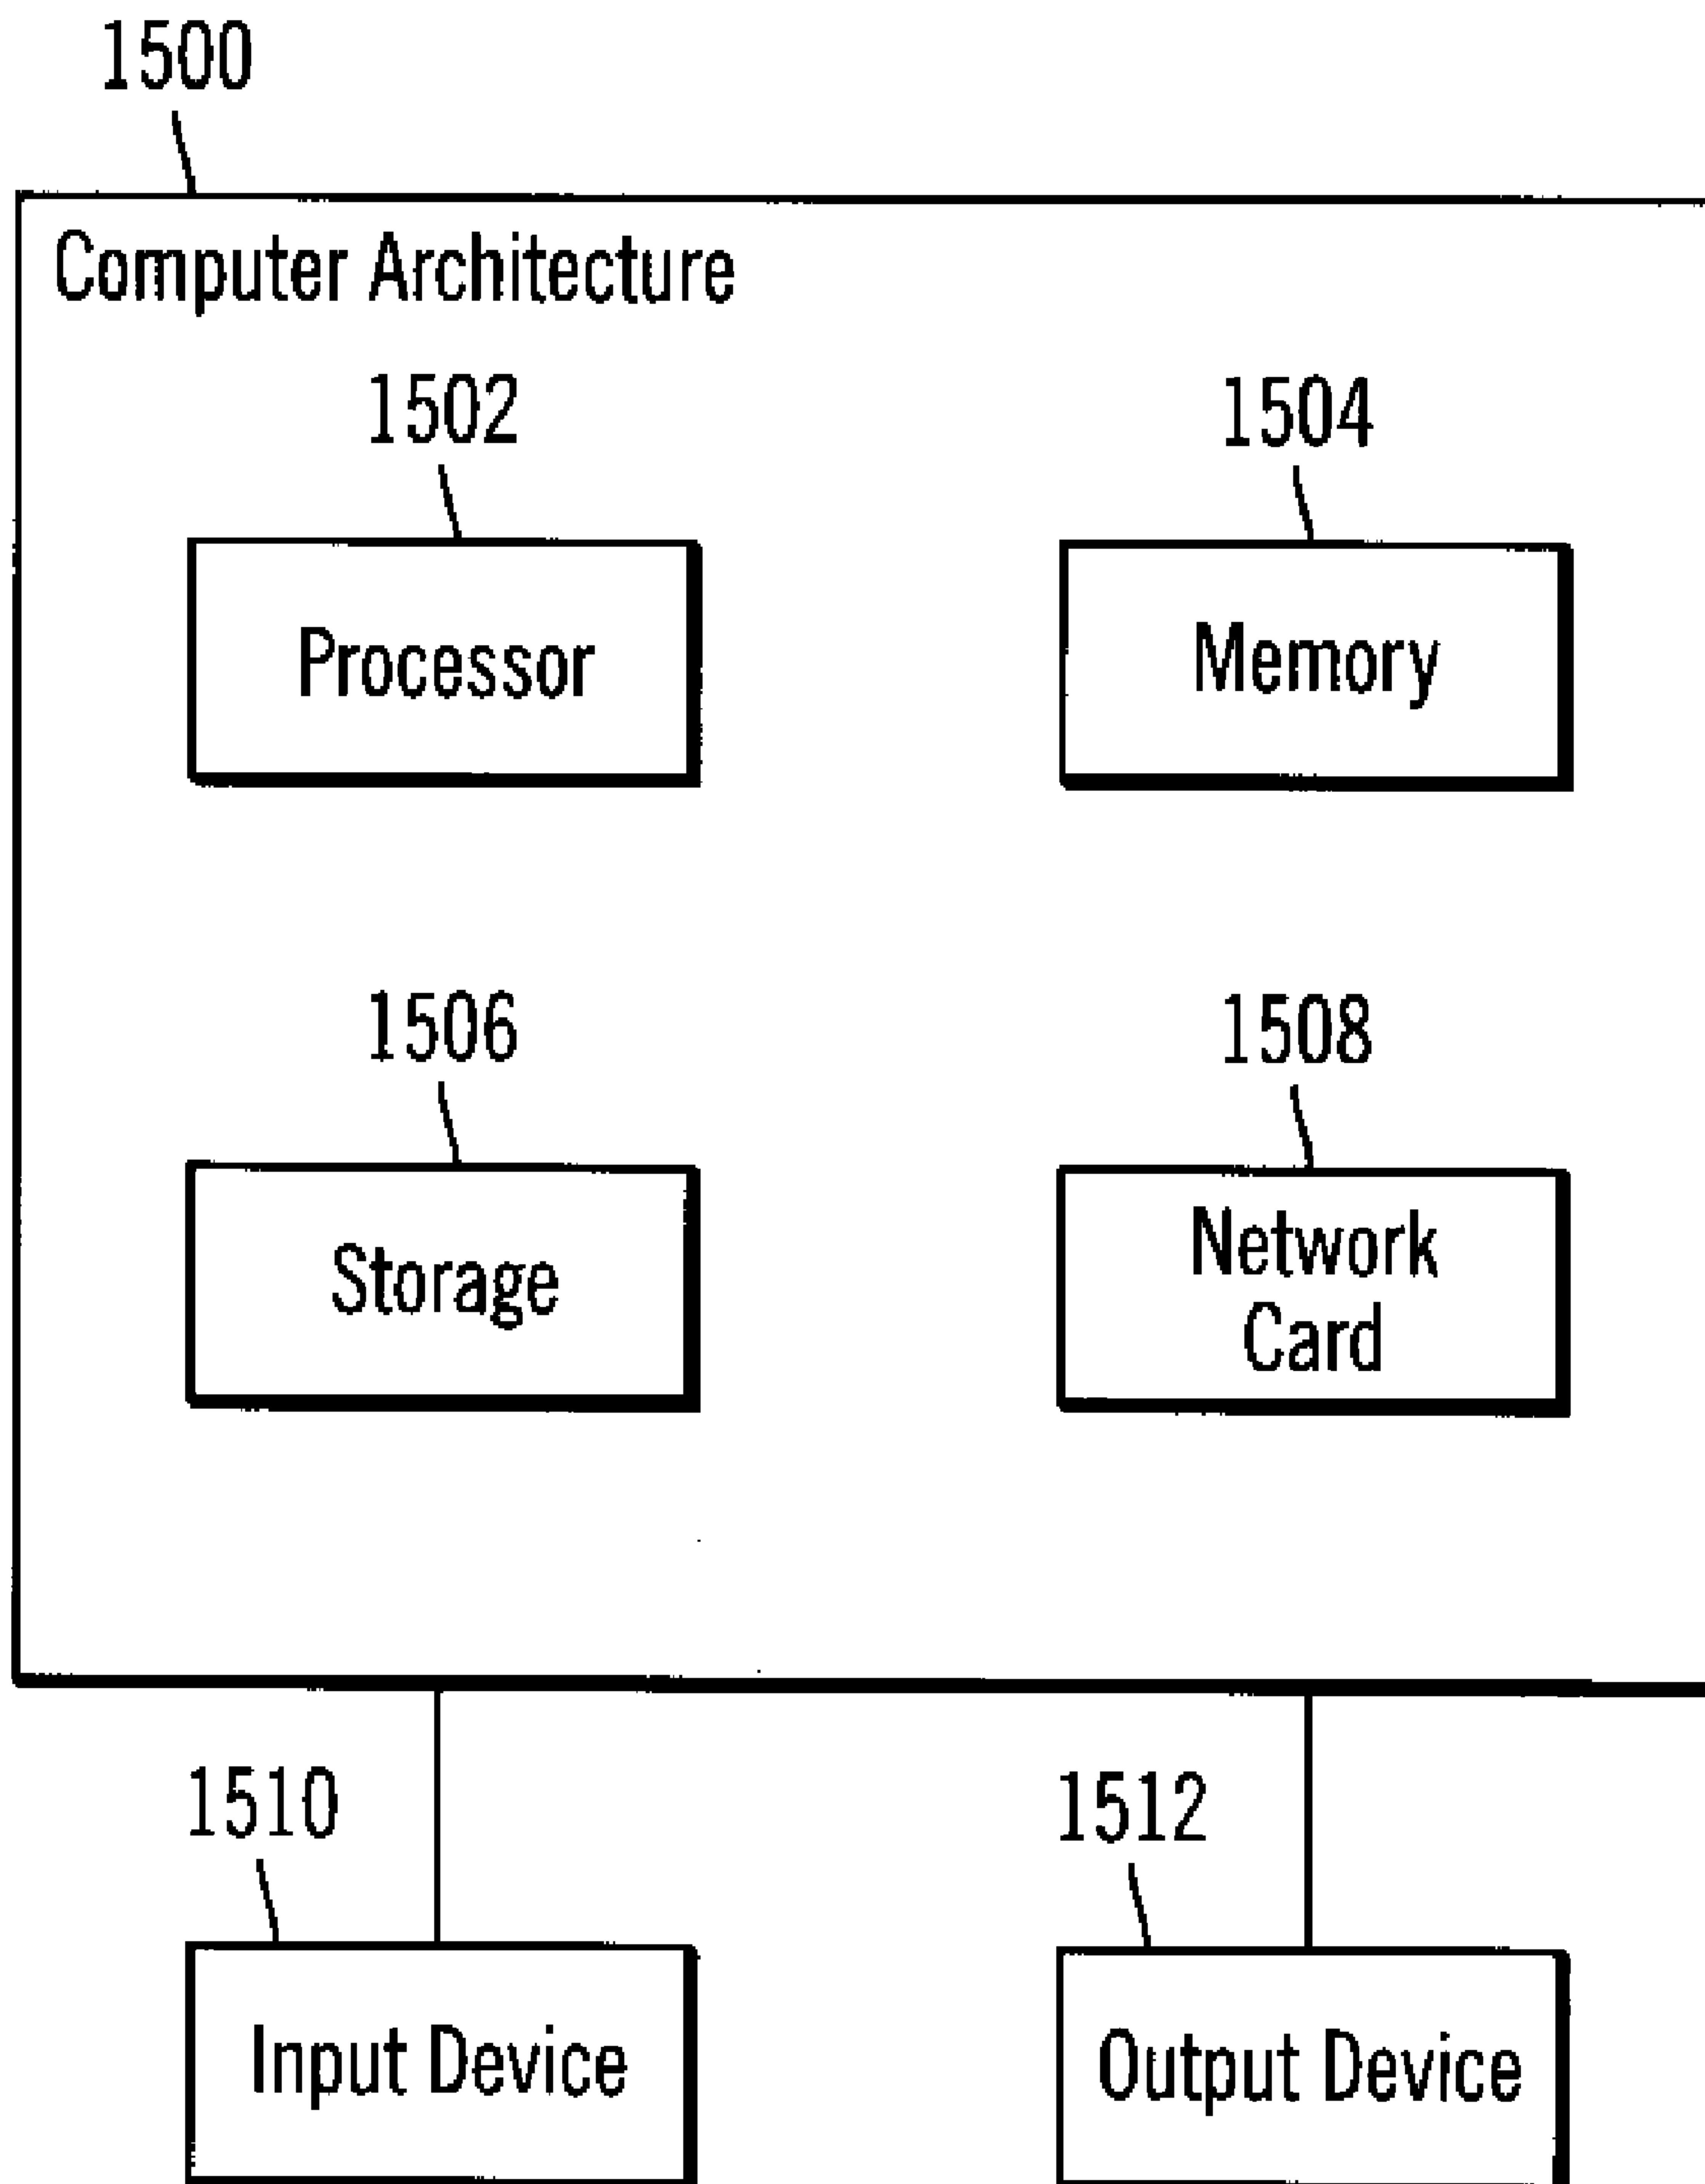 1500
Computer Architecture
1502
1504
Processor
Memory
1506
1508
Storage
Network
Card
1510
1512
Input Device
Output Device